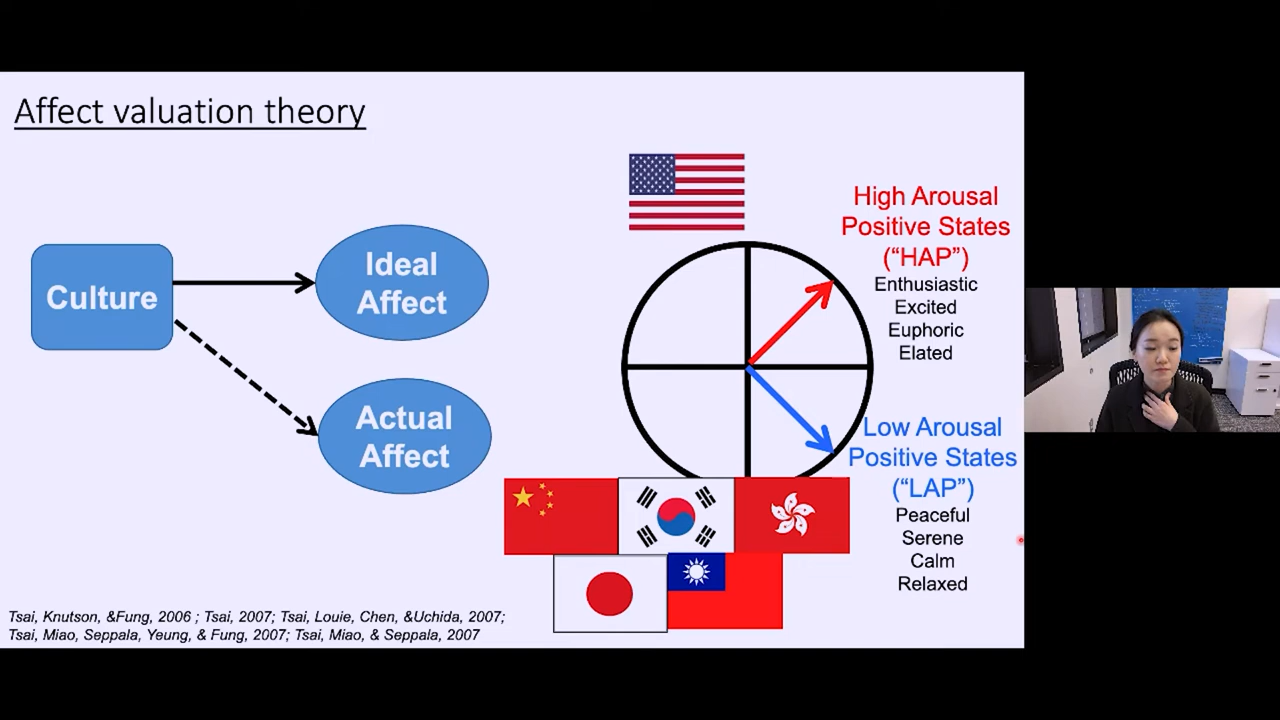 Affect valuation theory
Culture
Ideal
Affect
Actual
Affect
High Arousal
Positive States
(“HAP”)
Enthusiastic
Excited
Euphoric
Elated
Low Arousal
Positive States
(“LAP”)
Peaceful
Serene
Calm
Relaxed
Tsai, Knutson, &Fung, 2006 ; Tsai, 2007; Tsai, Louie, Chen, &Uchida, 2007;
Tsai, Miao, Seppala, Yeung, & Fung, 2007; Tsai, Miao, & Seppala, 2007